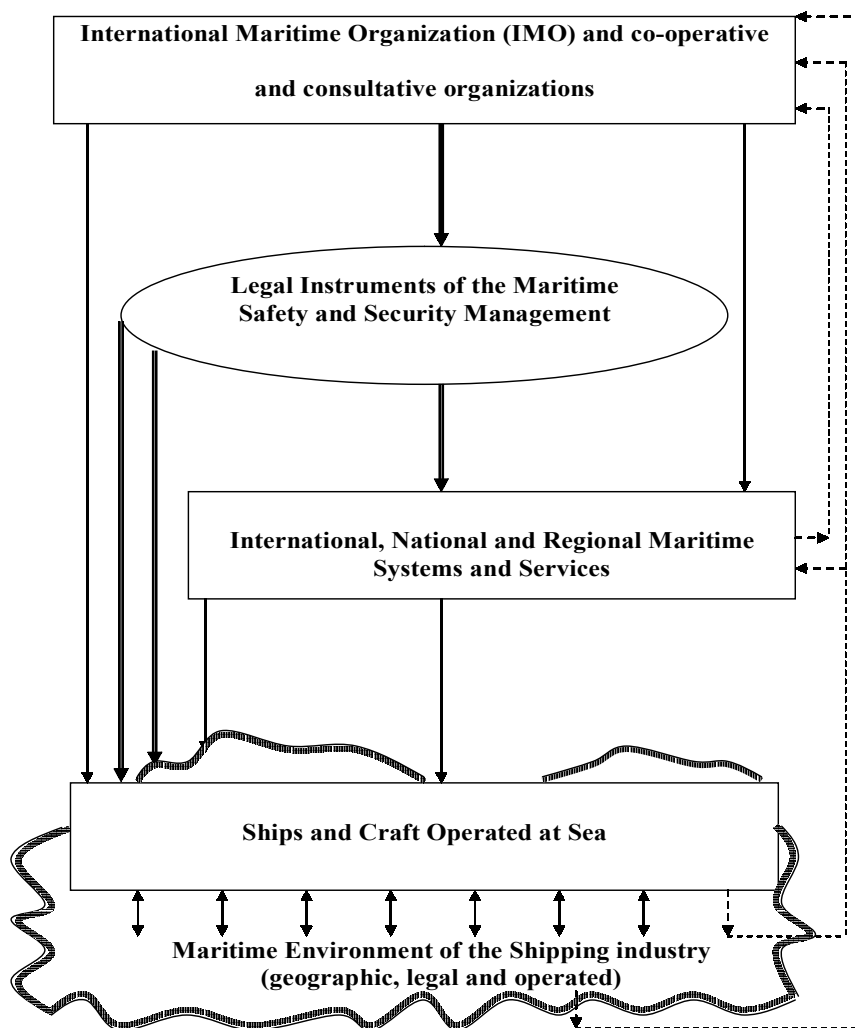 International Maritime Organization (IMO) and co-operative
and consultative organizations
Legal Instruments of the Maritime
Safety and Security Management
International, National and Regional Maritime
Systems and Services
Ships and Craft Operated at Sea
Maritime Environment of the Shipping industry
(geographic, legal and operated)